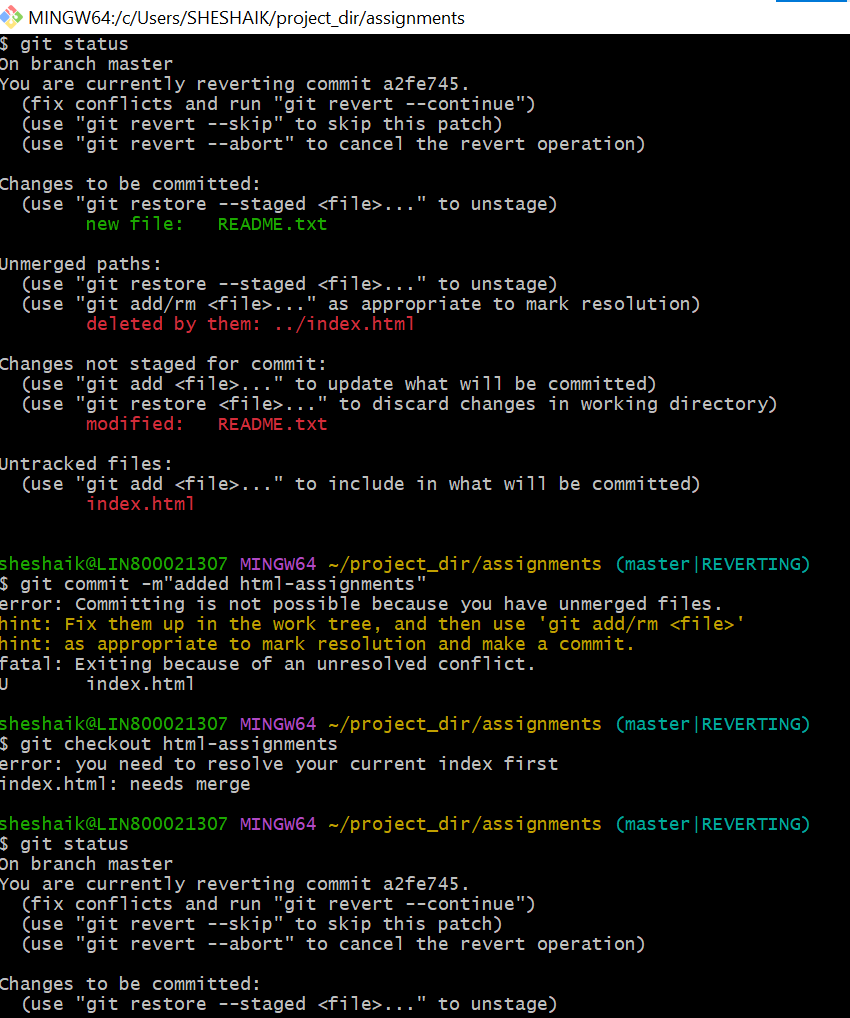 MINGW64:/c/Users/SHESHAIK/project_dir/assignments
$ git status
On branch master
You are currently reverting commit a2fe745.
  (fix conflicts and run "git revert --continue")
  (use "git revert --skip" to skip this patch)
  (use "git revert --abort" to cancel the revert operation)

Changes to be committed:
  (use "git restore --staged <file>..." to unstage)
        new file:   README.txt

Unmerged paths:
  (use "git restore --staged <file>..." to unstage)
  (use "git add/rm <file>..." as appropriate to mark resolution)
        deleted by them: ../index.html

Changes not staged for commit:
  (use "git add <file>..." to update what will be committed)
  (use "git restore <file>..." to discard changes in working directory)
        modified:   README.txt

Untracked files:
  (use "git add <file>..." to include in what will be committed)
        index.html

sheshaik@LIN800021307 MINGW64 ~/project_dir/assignments (master|REVERTING)
$ git commit -m"added html-assignments"
error: Committing is not possible because you have unmerged files.
hint: Fix them up in the work tree, and then use 'git add/rm <file>'
hint: as appropriate to mark resolution and make a commit.
fatal: Exiting because of an unresolved conflict.
U       index.html

sheshaik@LIN800021307 MINGW64 ~/project_dir/assignments (master|REVERTING)
$ git checkout html-assignments
error: you need to resolve your current index first
index.html: needs merge

sheshaik@LIN800021307 MINGW64 ~/project_dir/assignments (master|REVERTING)
$ git status
On branch master
You are currently reverting commit a2fe745.
  (fix conflicts and run "git revert --continue")
  (use "git revert --skip" to skip this patch)
  (use "git revert --abort" to cancel the revert operation)

Changes to be committed:
  (use "git restore --staged <file>..." to unstage)